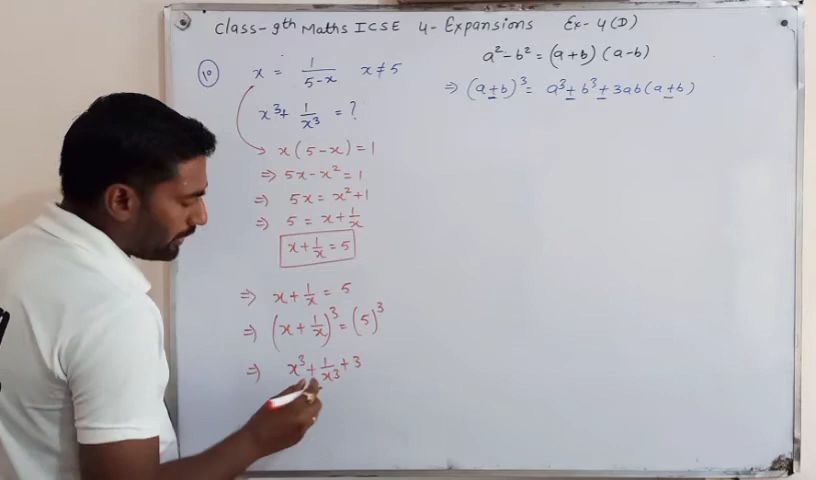 Class-9th Maths ICSE 4-Expansions Ex-4(D)
a²-b² = (a+b) (a-b)
(10) x = 1/(5-x) x≠5
⇒ (a±b)³ = a³±b³±3ab(a±b)
x³+ 1/x³ = ?
x(5-x) = 1
⇒ 5x-x² = 1
⇒ 5x = x²+1
⇒ 5 = x+1/x
x+1/x = 5
⇒ x+1/x = 5
⇒ (x+1/x)³ = (5)³
⇒ x³+1/x³+3